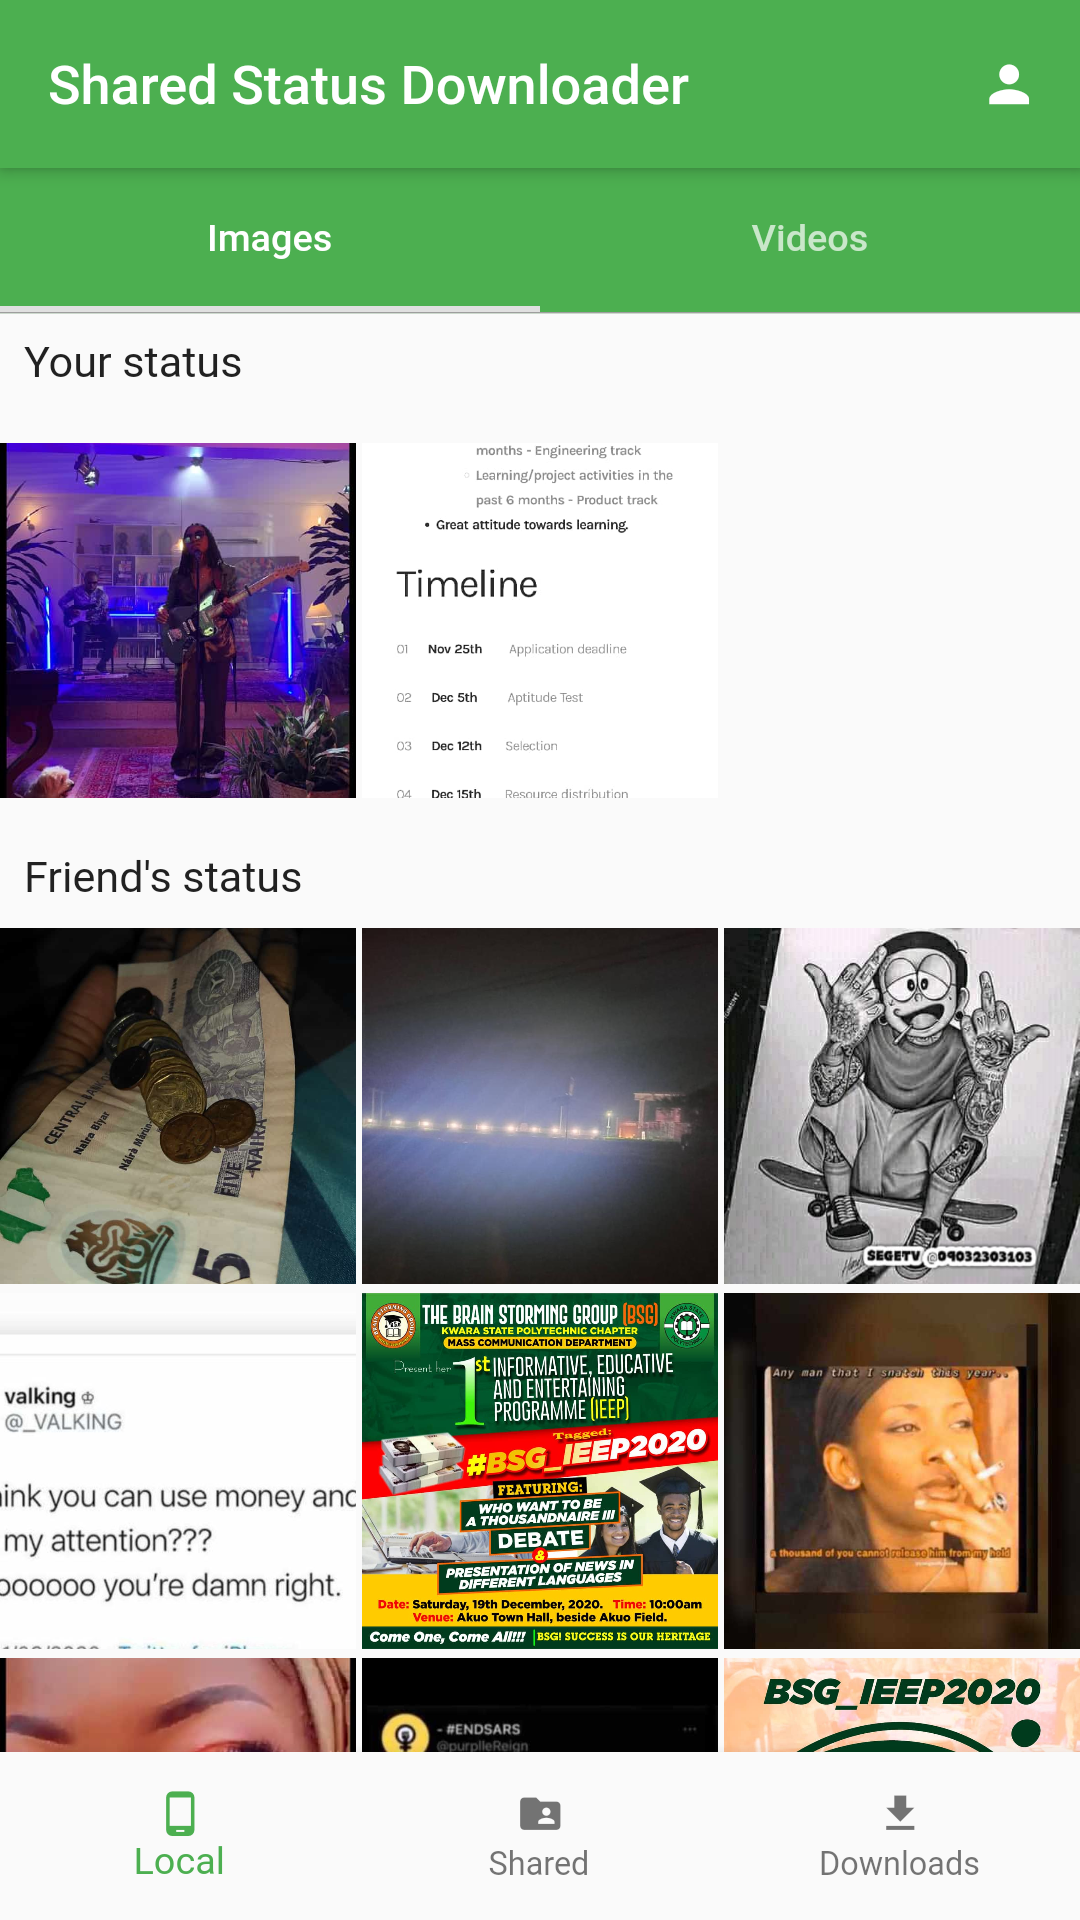 Shared Status Downloader
Images
Videos
Your status
months - Engineering track
Learning/project activities in the
past 6 months - Product track
• Great attitude towards learning.
Timeline
01 Nov 25th Application deadline
02 Dec 5th Aptitude Test
03 Dec 12th Selection
04 Dec 15th Resource distribution
Friend's status
CENTRAL BAN
Naira Biyar
Náirà Márùn
FIVE NAIRA
5
SEGETV @09032303103
valking
@_VALKING
ink you can use money and
my attention???
oooooo you're damn right.
THE BRAIN STORMING GROUP (BSG)
KWARA STATE POLYTECHNIC CHAPTER
MASS COMMUNICATION DEPARTMENT
Present her 1st INFORMATIVE, EDUCATIVE
AND ENTERTAINING
PROGRAMME (IEEP)
Tagged:
#BSG_IEEP2020
FEATURING:
WHO WANT TO BE
A THOUSANDNAIRE III
DEBATE
&
PRESENTATION OF NEWS IN
DIFFERENT LANGUAGES
Date: Saturday, 19th December, 2020. Time: 10:00am
Venue: Akuo Town Hall, beside Akuo Field.
Come One, Come All!!! BSG! SUCCESS IS OUR HERITAGE
Any man that I snatch this year..
a thousand of you cannot release him from my hold
- #ENDSARS
@purplleReign
BSG_IEEP2020
Local
Shared
Downloads